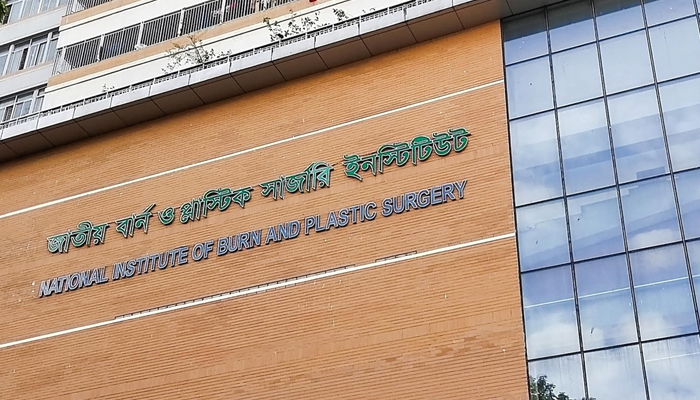 জাতীয় বার্ন ও প্লাস্টিক সার্জারি ইনস্টিটিউট
NATIONAL INSTITUTE OF BURN AND PLASTIC SURGERY